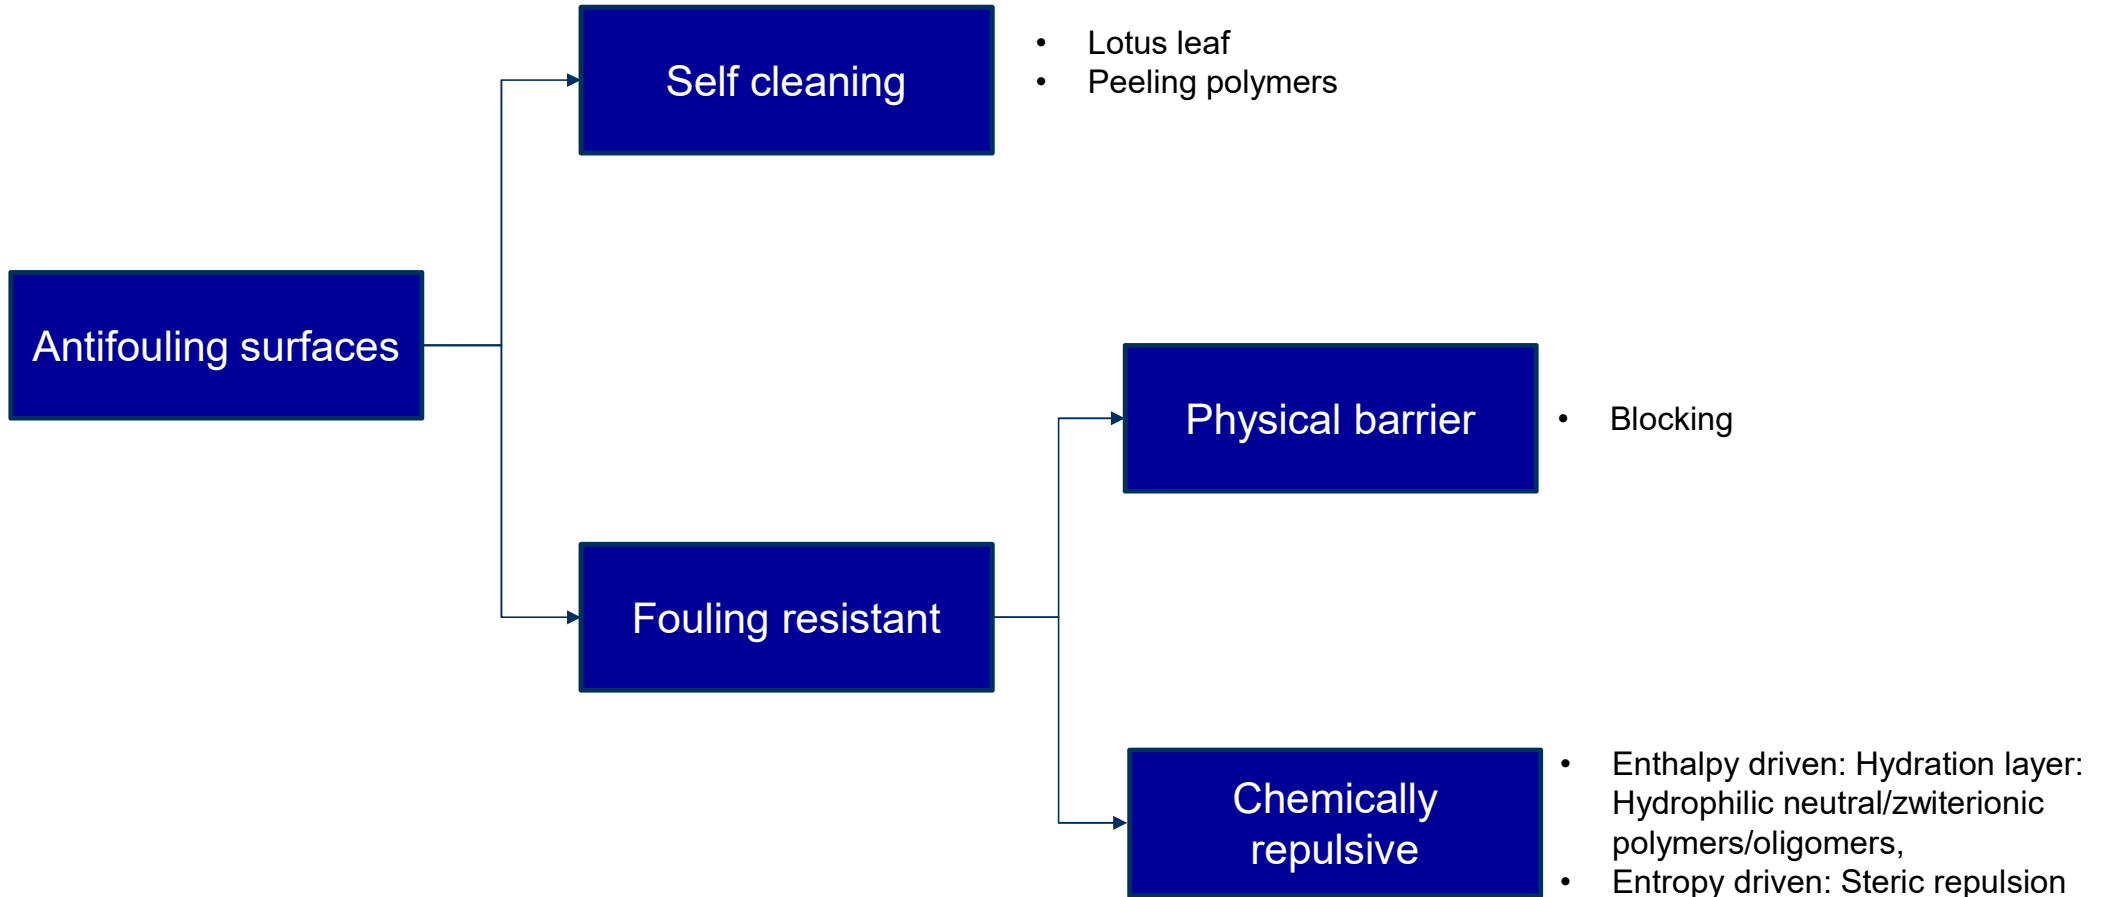 Self cleaning
• Lotus leaf
• Peeling polymers
Antifouling surfaces
Physical barrier
• Blocking
Fouling resistant
Chemically
repulsive
• Enthalpy driven: Hydration layer:
Hydrophilic neutral/zwiterionic
polymers/oligomers,
• Entropy driven: Steric repulsion